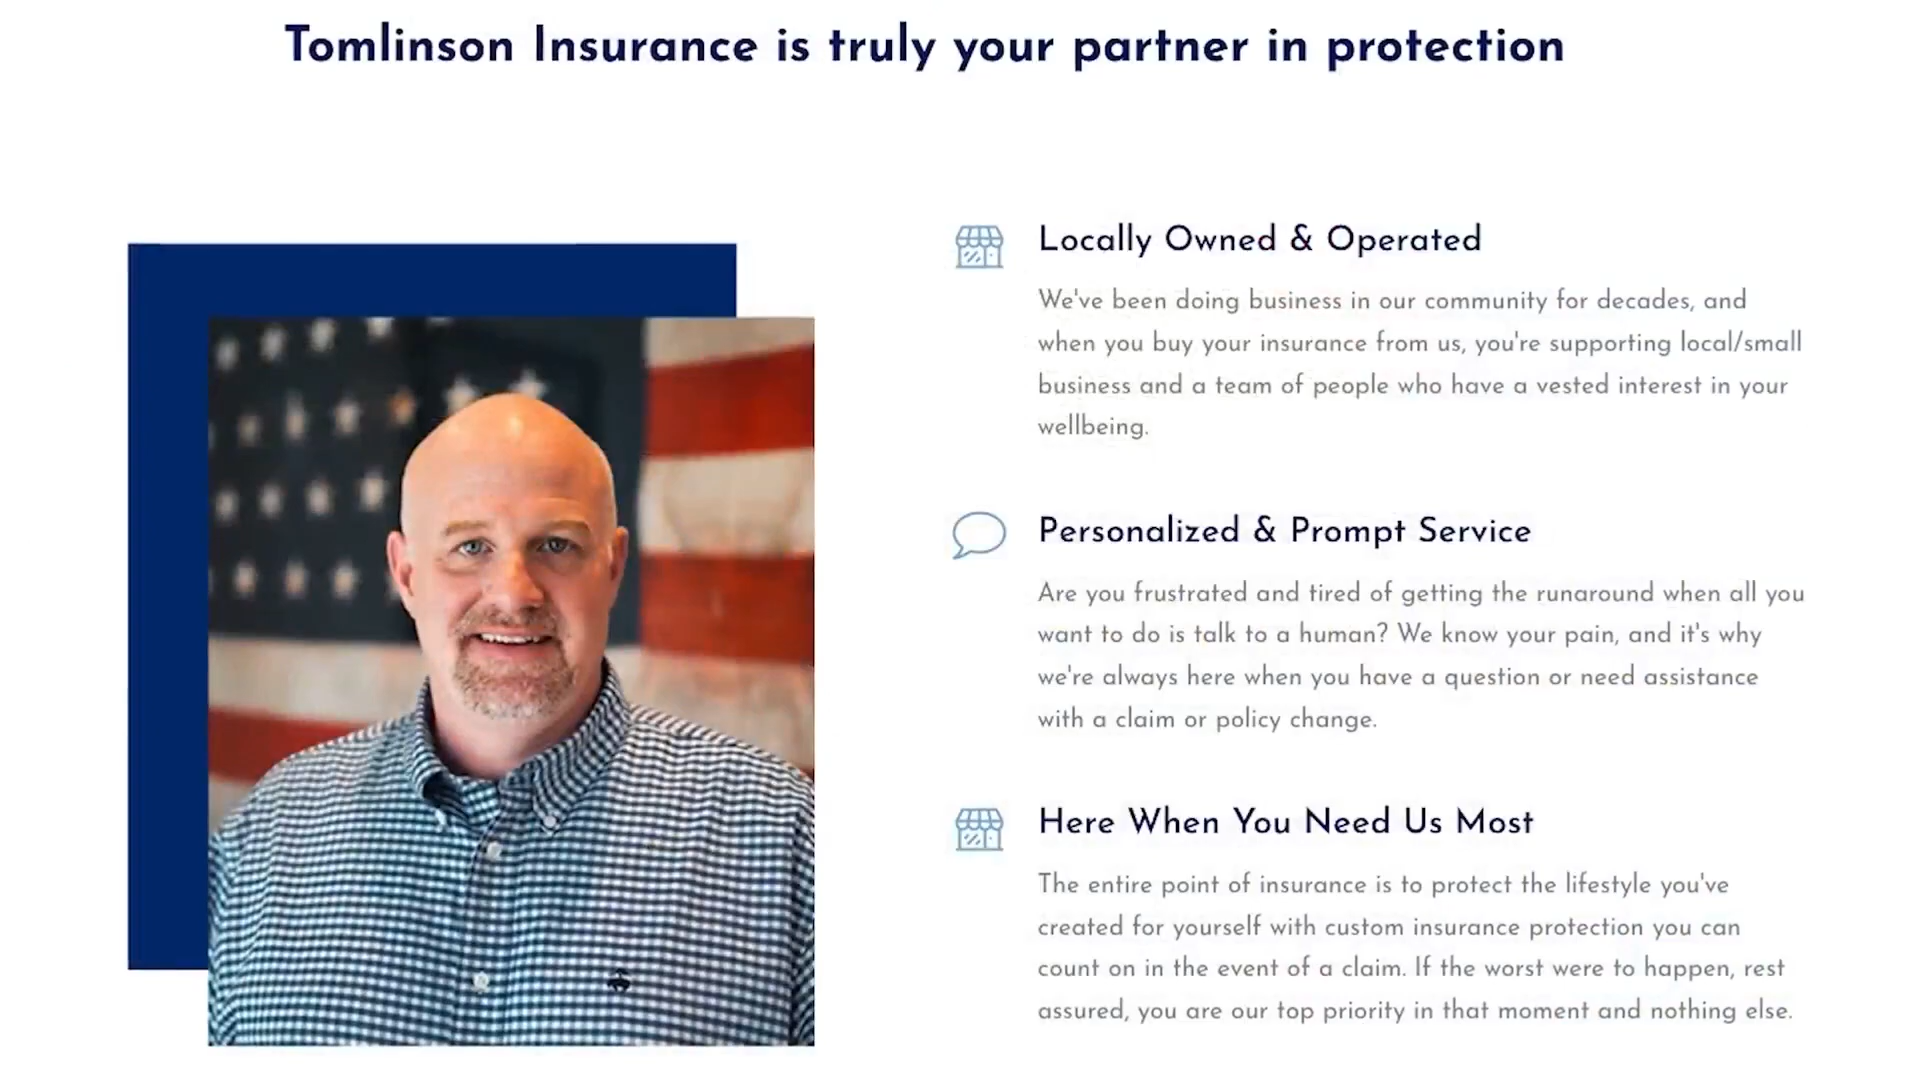 Tomlinson Insurance is truly your partner in protection
Locally Owned & Operated
We've been doing business in our community for decades, and
when you buy your insurance from us, you're supporting local/small
business and a team of people who have a vested interest in your
wellbeing.
Personalized & Prompt Service
Are you frustrated and tired of getting the runaround when all you
want to do is talk to a human? We know your pain, and it's why
we're always here when you have a question or need assistance
with a claim or policy change.
Here When You Need Us Most
The entire point of insurance is to protect the lifestyle you've
created for yourself with custom insurance protection you can
count on in the event of a claim. If the worst were to happen, rest
assured, you are our top priority in that moment and nothing else.